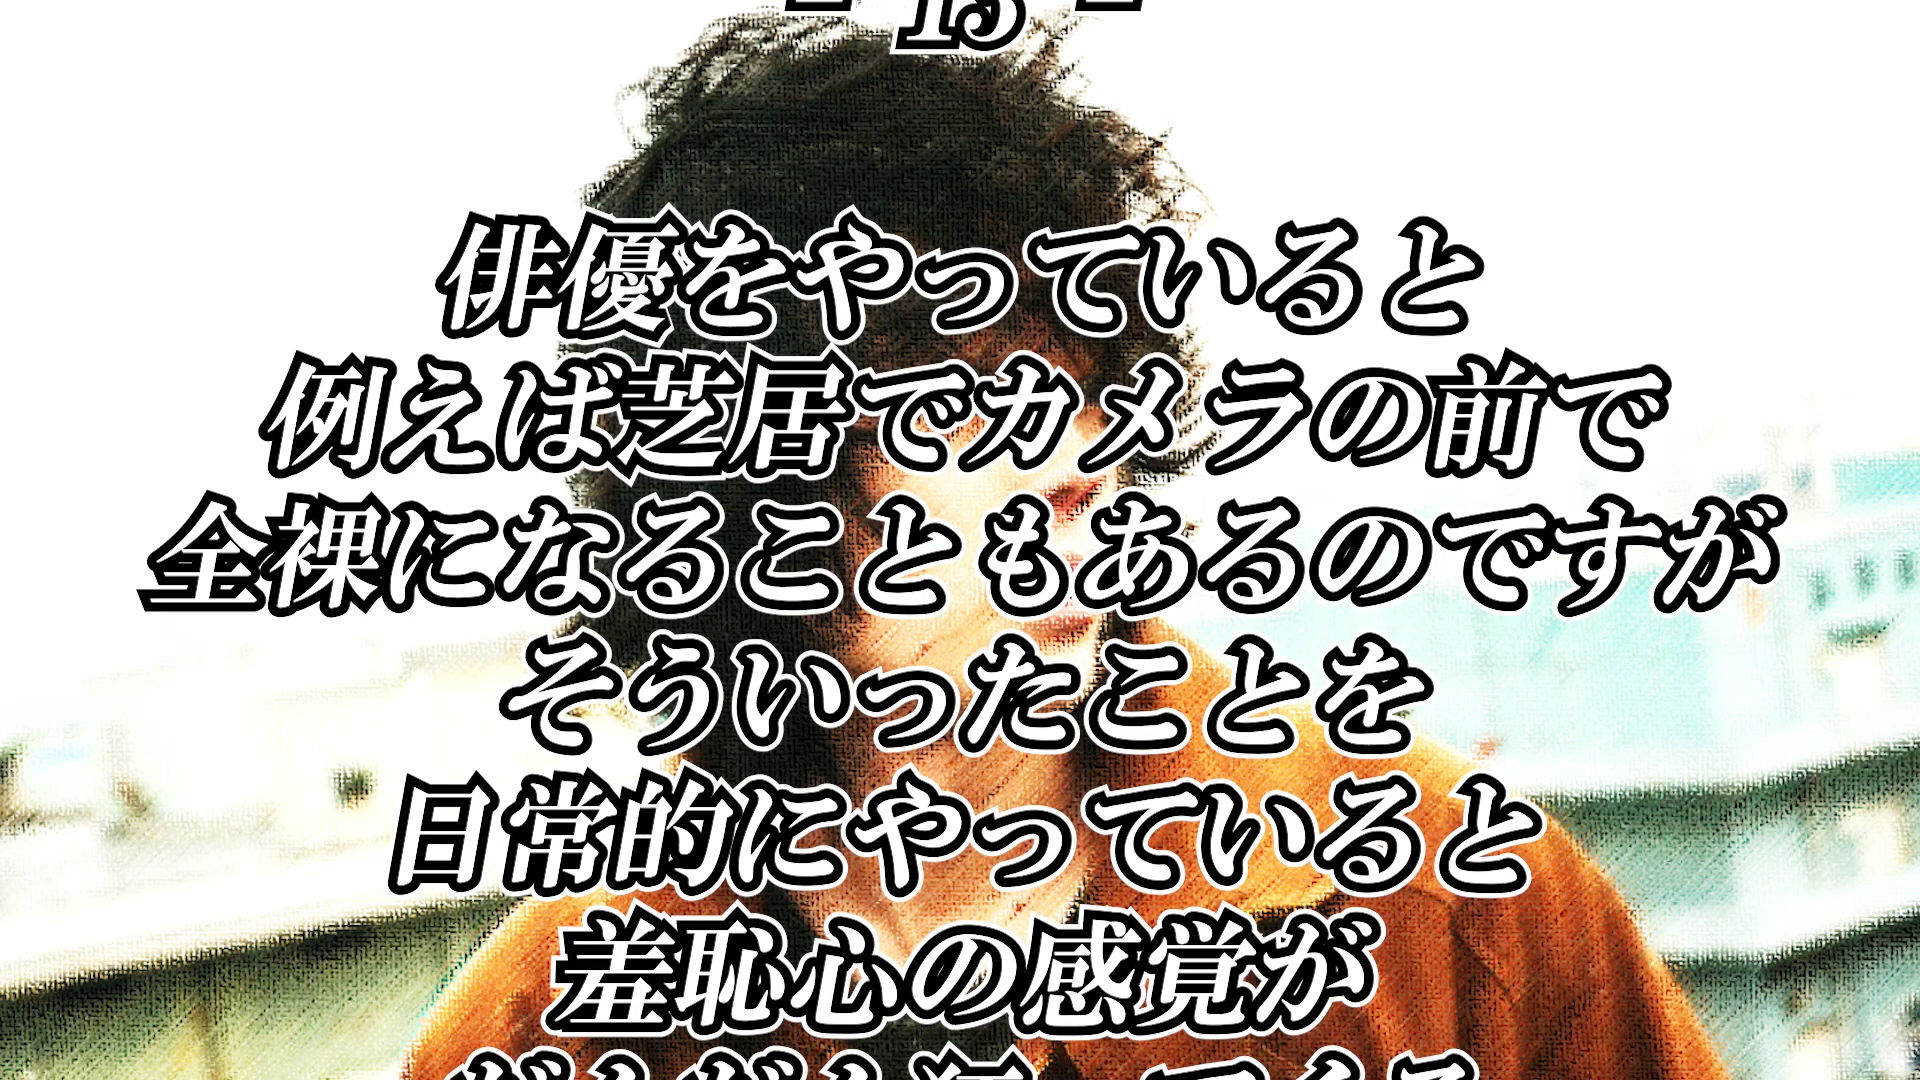 13
俳優をやっていると
例えば芝居でカメラの前で
全裸になることもあるのですが
そういったことを
日常的にやっていると
羞恥心の感覚が